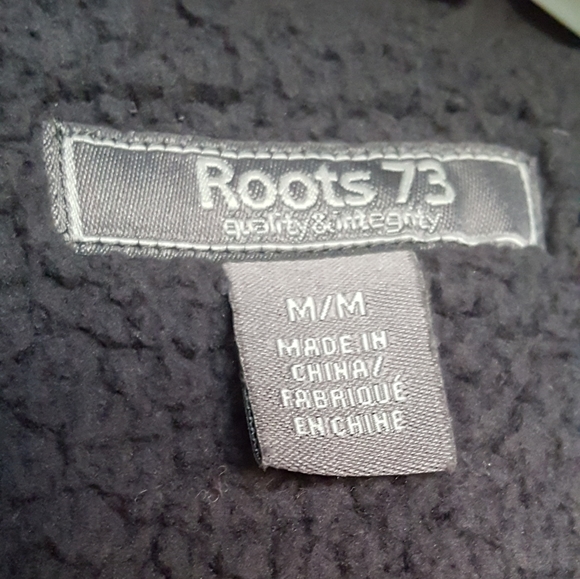 Roots 73
quality & integrity
M/M
MADE IN
CHINA/
FABRIQUÉ
EN CHINE